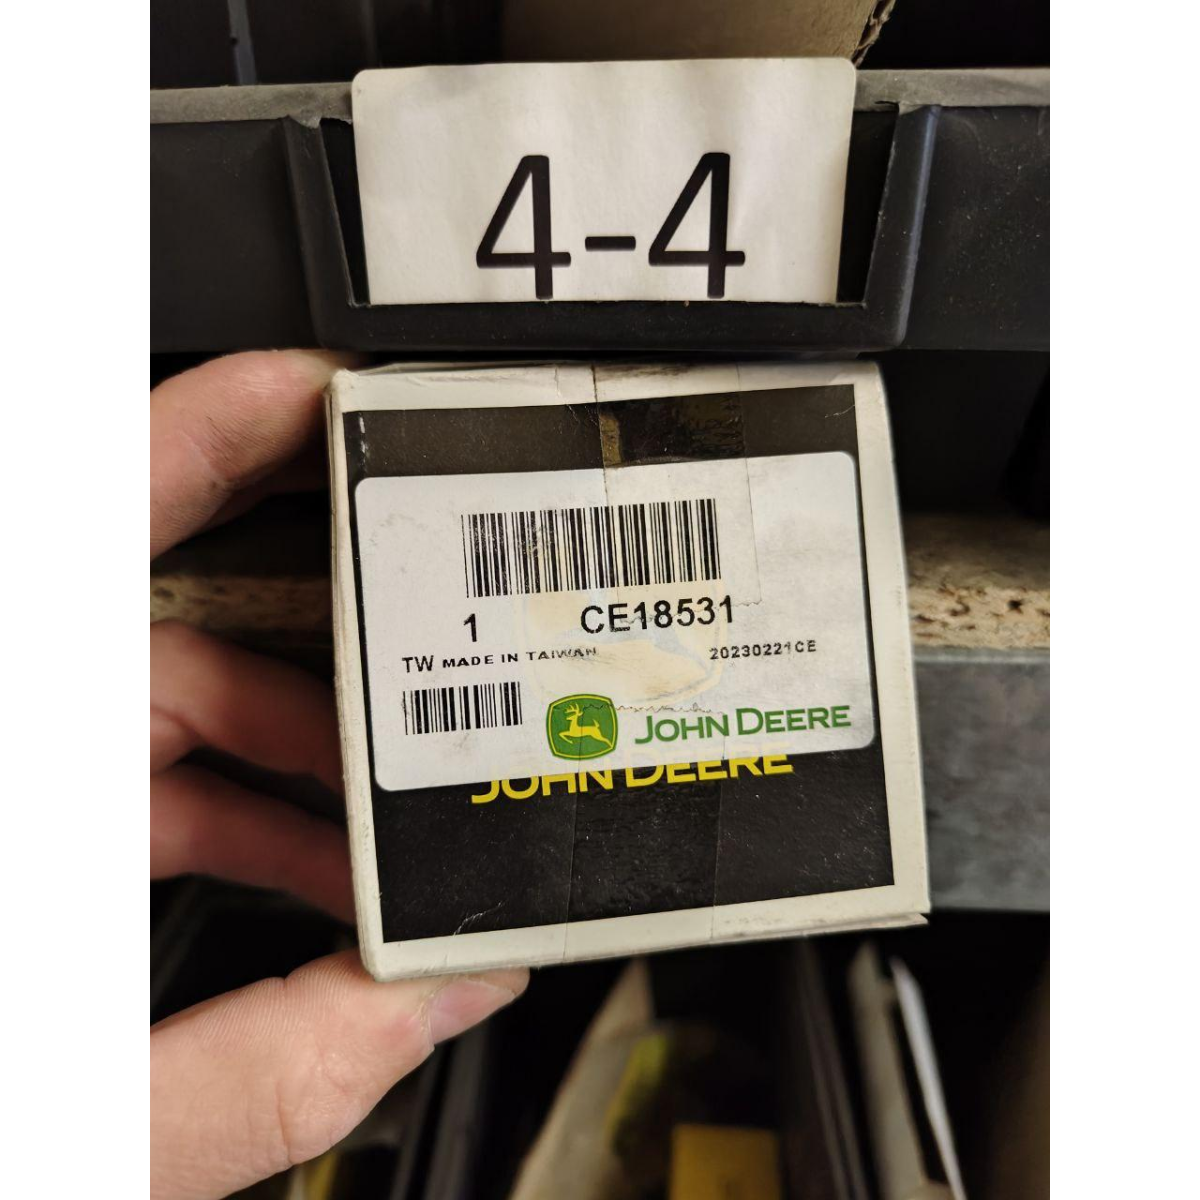 4-4
1 CE18531
TW MADE IN TAIWAN 20230221CE
JOHN DEERE
JOHN DEERE